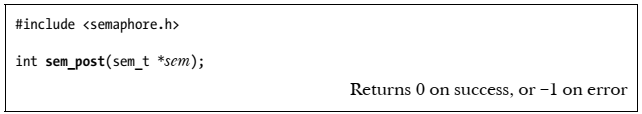 #include <semaphore.h>
int sem_post(sem_t *sem);
Returns 0 on success, or −1 on error